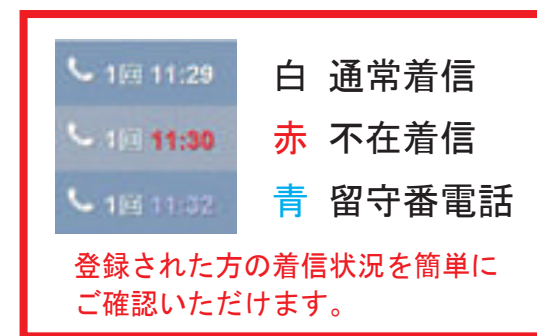 1回 11:29 白 通常着信
1回 11:30 赤 不在着信
1回 11:32 青 留守番電話
登録された方の着信状況を簡単に
ご確認いただけます。